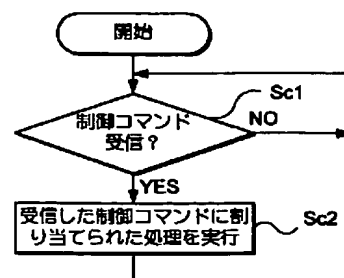 開始
Sc1
制御コマンド
受信？
NO
YES
受信した制御コマンドに割
り当てられた処理を実行
Sc2